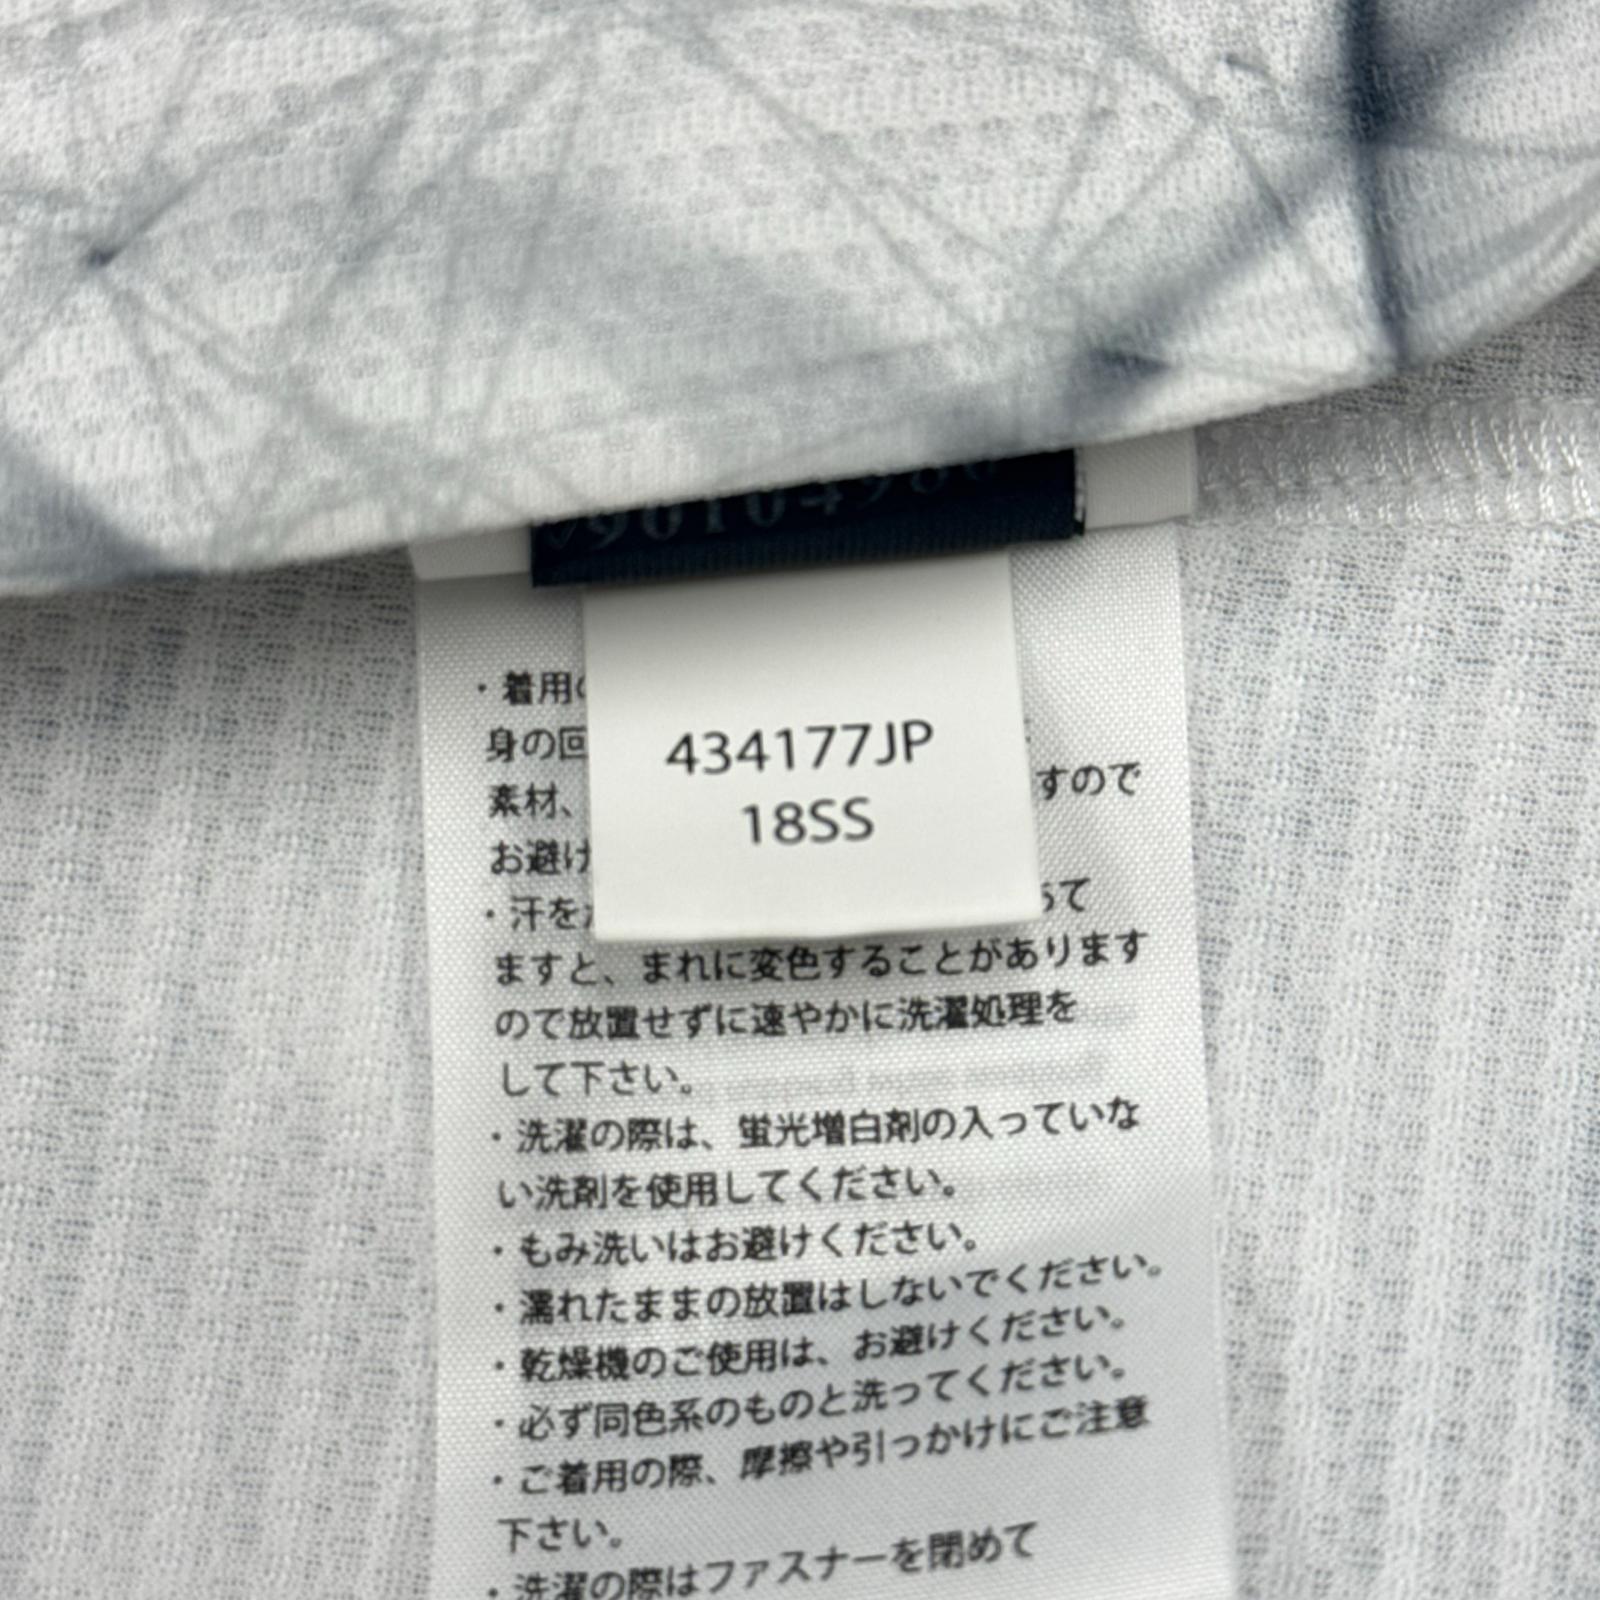 434177JP
18SS
・着用
身の回
素材、
すので
お避け
・汗を
て
ますと、まれに変色することがあります
ので放置せずに速やかに洗濯処理を
して下さい。
・洗濯の際は、蛍光増白剤の入っていな
い洗剤を使用してください。
・もみ洗いはお避けください。
・濡れたままの放置はしないでください。
・乾燥機のご使用は、お避けください。
・必ず同色系のものと洗ってください。
・ご着用の際、摩擦や引っかけにご注意
下さい。
・洗濯の際はファスナーを閉めて